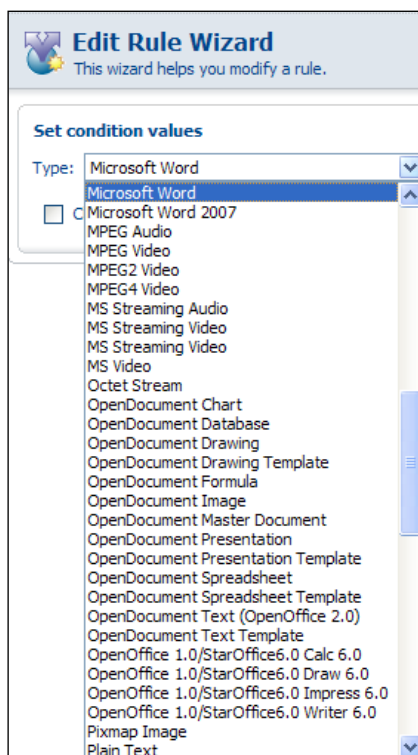 Edit Rule Wizard
This wizard helps you modify a rule.
Set condition values
Type: Microsoft Word
Microsoft Word
C Microsoft Word 2007
MPEG Audio
MPEG Video
MPEG2 Video
MPEG4 Video
MS Streaming Audio
MS Streaming Video
MS Streaming Video
MS Video
Octet Stream
OpenDocument Chart
OpenDocument Database
OpenDocument Drawing
OpenDocument Drawing Template
OpenDocument Formula
OpenDocument Image
OpenDocument Master Document
OpenDocument Presentation
OpenDocument Presentation Template
OpenDocument Spreadsheet
OpenDocument Spreadsheet Template
OpenDocument Text (OpenOffice 2.0)
OpenDocument Text Template
OpenOffice 1.0/StarOffice6.0 Calc 6.0
OpenOffice 1.0/StarOffice6.0 Draw 6.0
OpenOffice 1.0/StarOffice6.0 Impress 6.0
OpenOffice 1.0/StarOffice6.0 Writer 6.0
Pixmap Image
Plain Text